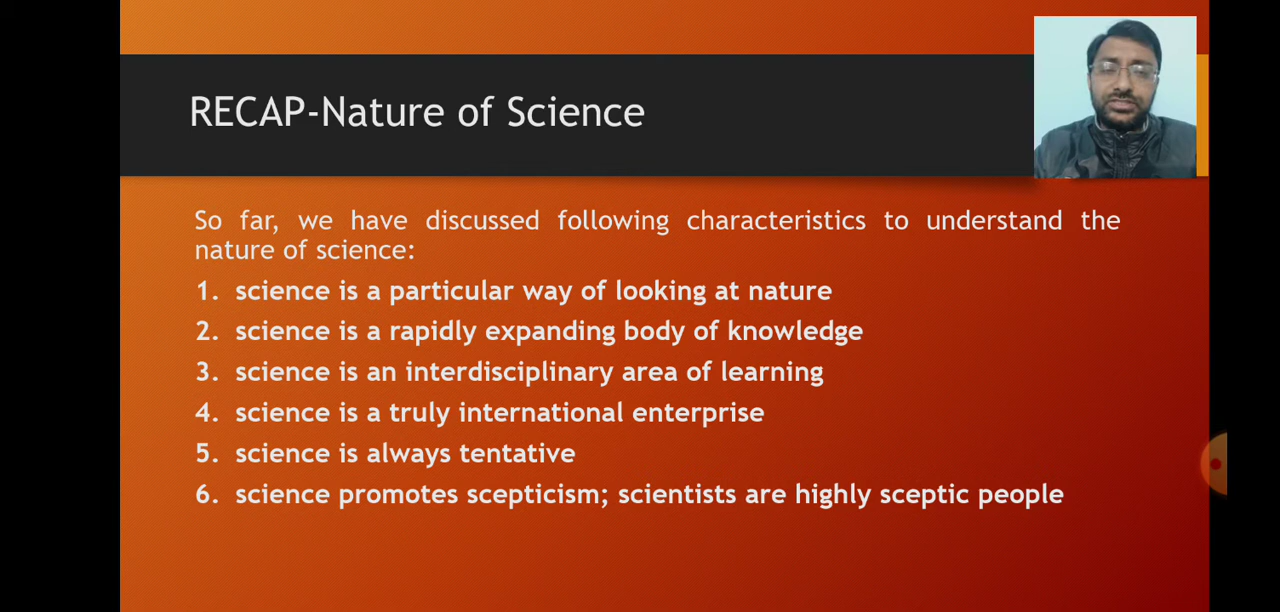 RECAP-Nature of Science
So far, we have discussed following characteristics to understand the
nature of science:
1. science is a particular way of looking at nature
2. science is a rapidly expanding body of knowledge
3. science is an interdisciplinary area of learning
4. science is a truly international enterprise
5. science is always tentative
6. science promotes scepticism; scientists are highly sceptic people